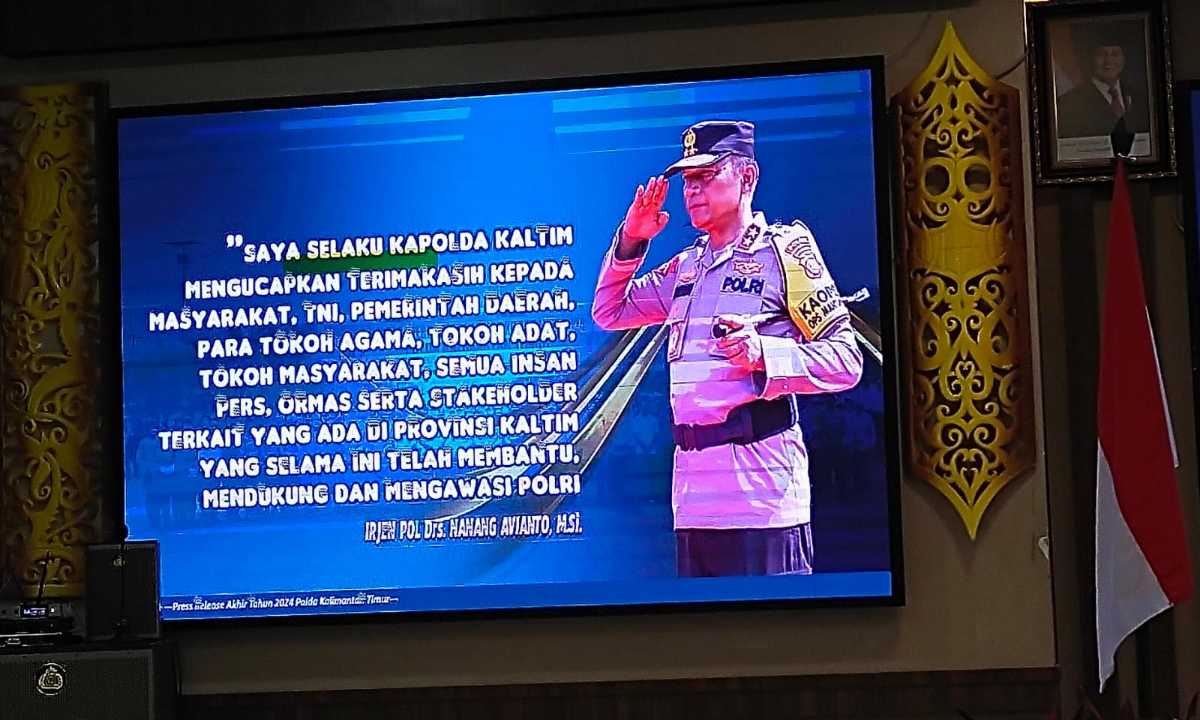 "SAYA SELAKU KAPOLDA KALTIM
MENGUCAPKAN TERIMAKASIH KEPADA
MASYARAKAT, TNI, PEMERINTAH DAERAH,
PARA TOKOH AGAMA, TOKOH ADAT,
TOKOH MASYARAKAT, SEMUA INSAN
PERS, ORMAS SERTA STAKEHOLDER
TERKAIT YANG ADA DI PROVINSI KALTIM
YANG SELAMA INI TELAH MEMBANTU,
MENDUKUNG DAN MENGAWASI POLRI
IRJEN POL Drs. NANANG AVIANTO, M.Si.
—Press Release Akhir Tahun 2024 Polda Kalimantan Timur—
POLRI